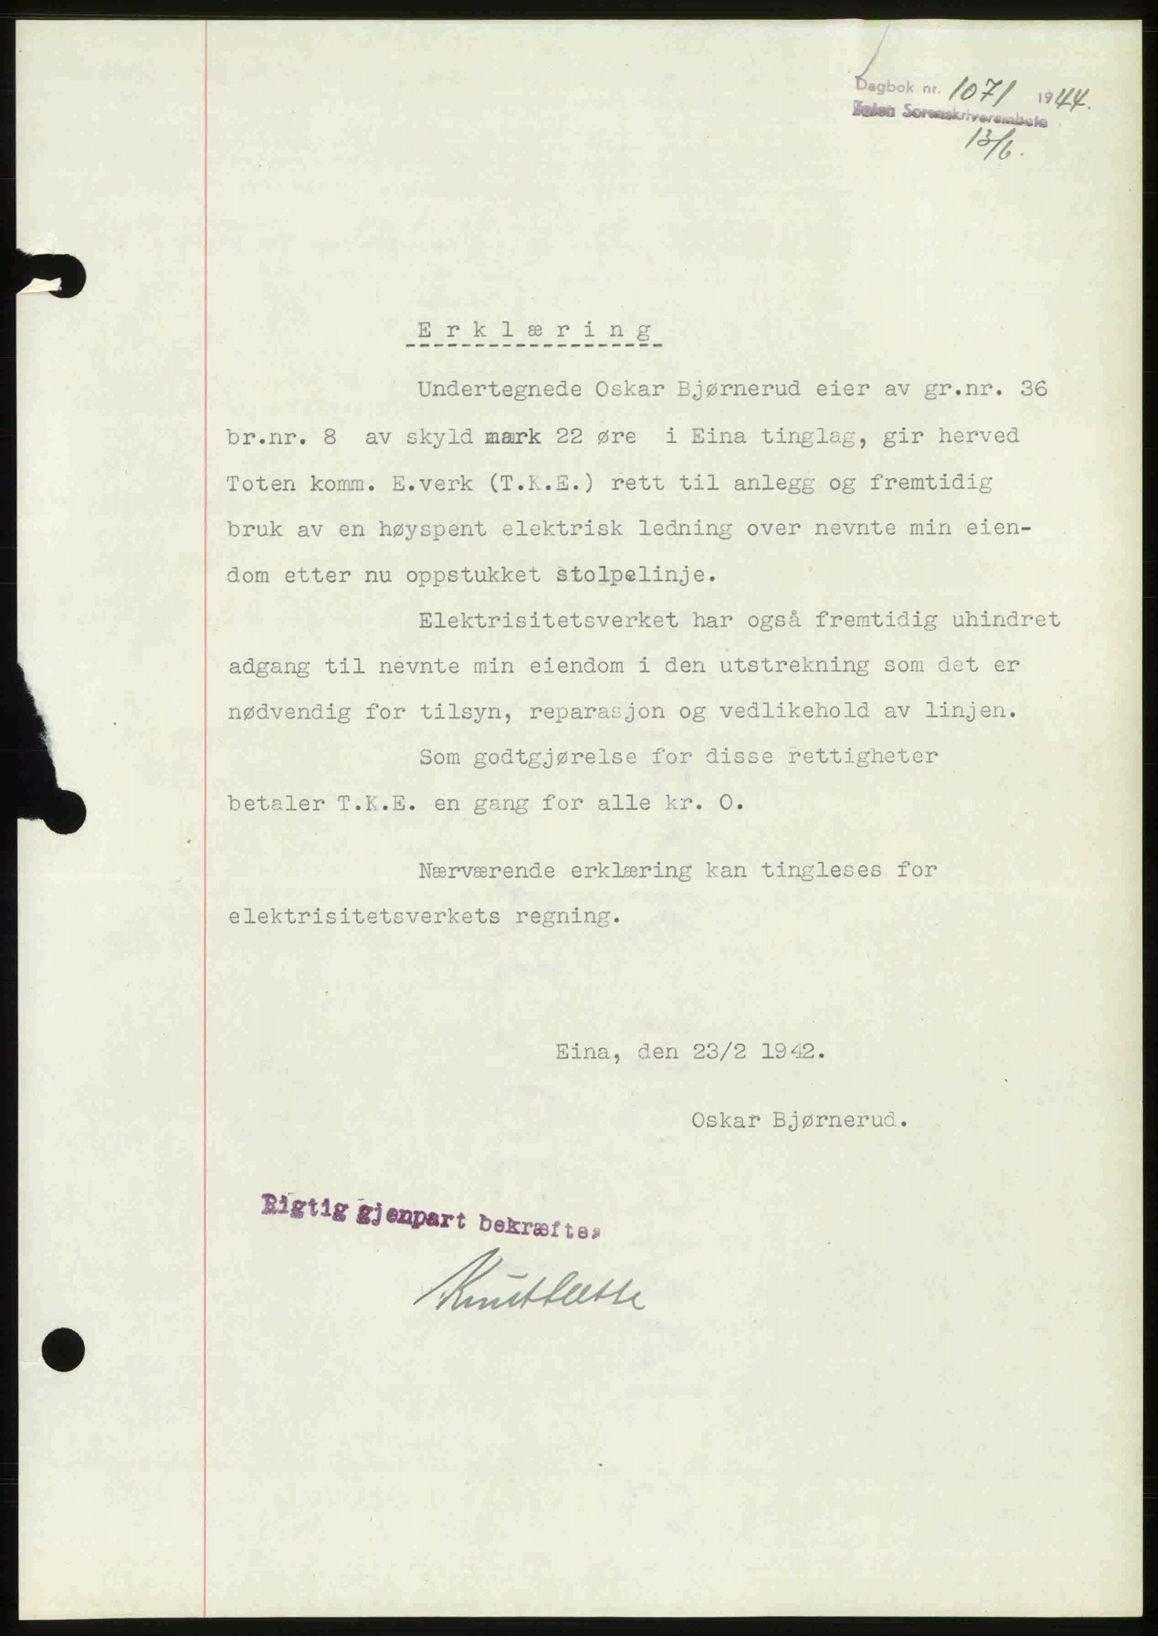 Dagbok nr. 1071 1944.
Toten Sorenskriverembete
13/6.
Erklæring
Undertegnede Oskar Bjørnerud eier av gr.nr. 36
br.nr. 8 av skyld mark 22 øre i Eina tinglag, gir herved
Toten komm. E.verk (T.K.E.) rett til anlegg og fremtidig
bruk av en høyspent elektrisk ledning over nevnte min eien-
dom etter nu oppstukket stolpelinje.
Elektrisitetsverket har også fremtidig uhindret
adgang til nevnte min eiendom i den utstrekning som det er
nødvendig for tilsyn, reparasjon og vedlikehold av linjen.
Som godtgjørelse for disse rettigheter
betaler T.K.E. en gang for alle kr. 0.
Nærværende erklæring kan tingleses for
elektrisitetsverkets regning.
Eina, den 23/2 1942.
Oskar Bjørnerud.
Rigtig gjenpart bekræftes